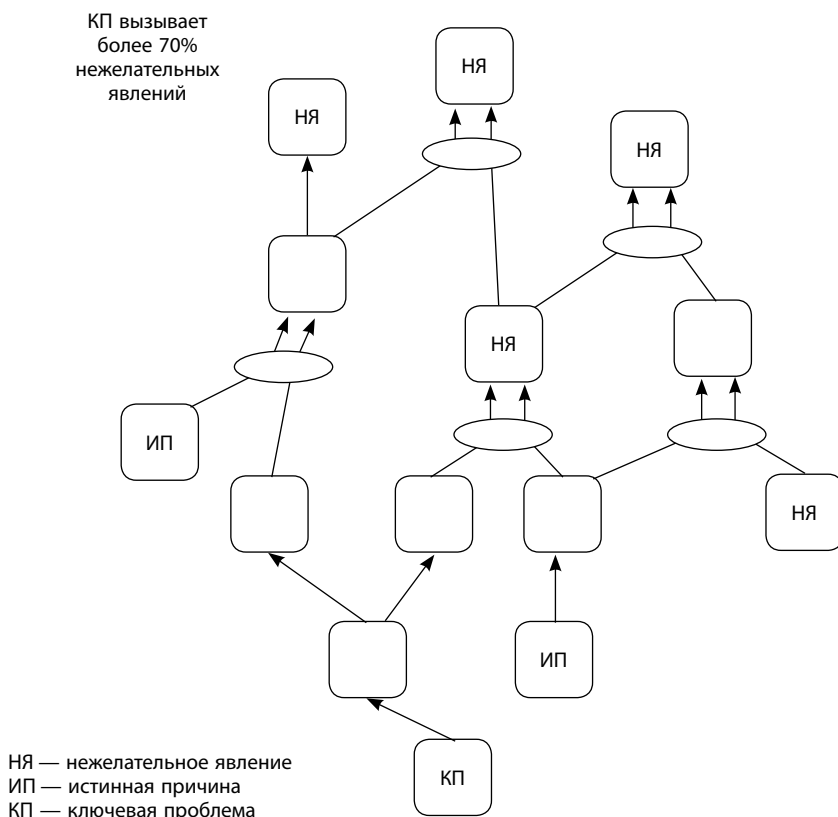 КП вызывает
более 70%
нежелательных
явлений
НЯ
НЯ
НЯ
НЯ
ИП
НЯ
ИП
КП
НЯ — нежелательное явление
ИП — истинная причина
КП — ключевая проблема